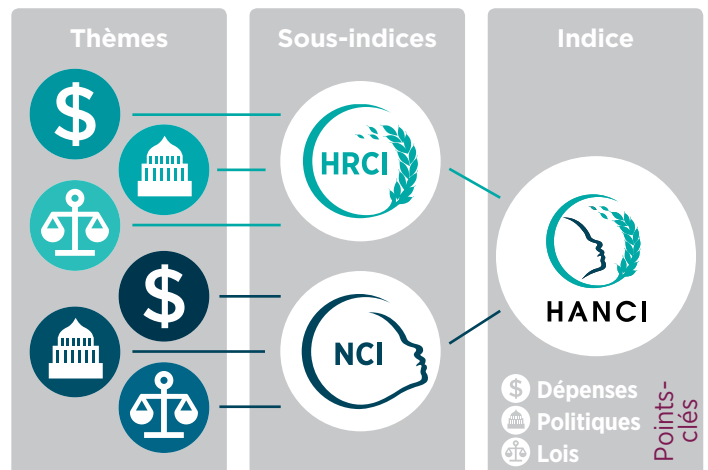 Thèmes
Sous-indices
Indice
$
HRCI
$
NCI
HANCI
$ Dépenses
Politiques
Lois
Points-
clés